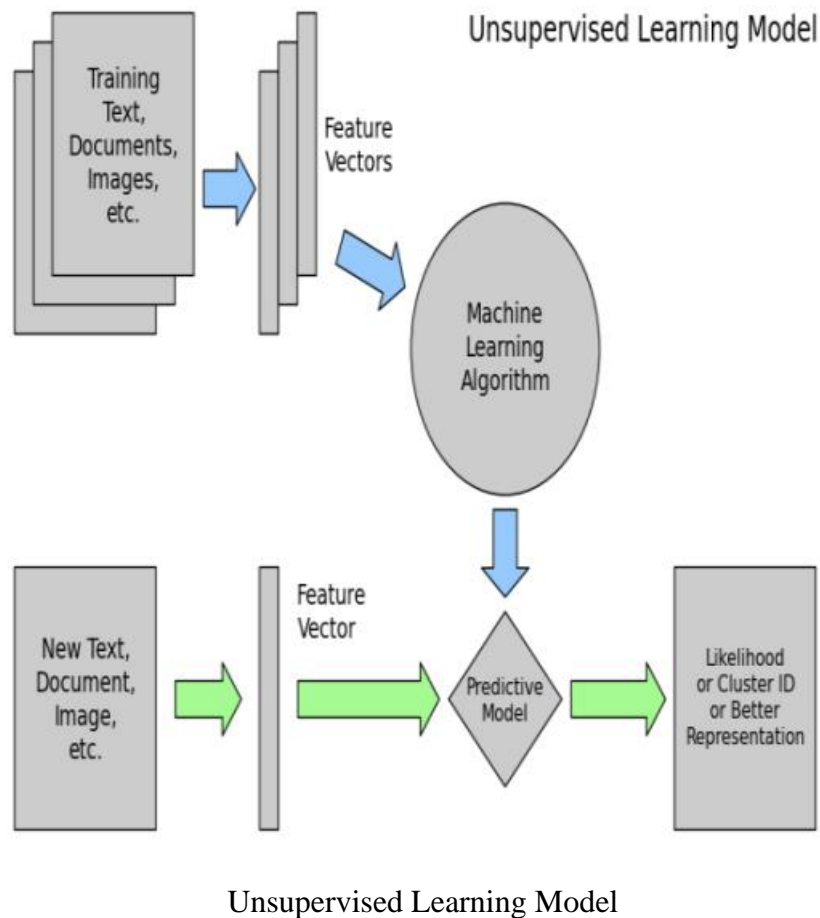 Unsupervised Learning Model
Training
Text,
Documents,
Images,
etc.
Feature
Vectors
Machine
Learning
Algorithm
New Text,
Document,
Image,
etc.
Feature
Vector
Predictive
Model
Likelihood
or Cluster ID
or Better
Representation
Unsupervised Learning Model